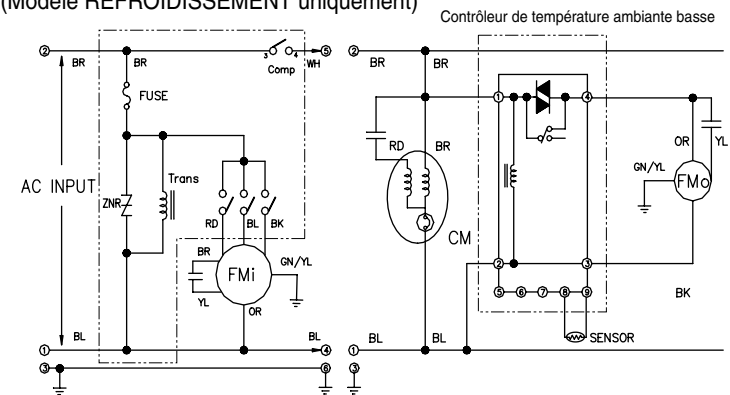 (Modèle REFROIDISSEMENT uniquement)
Contrôleur de température ambiante basse
2 BR BR 3 4 5 2
Comp WH BR BR
FUSE
1 4
RD BR OR YL
AC INPUT
ZNR
Trans
GN/YL FMo
RD BL BK
CM
BR FMi GN/YL
YL OR
2 3
5 6 7 8 9
BK
SENSOR
BL BL BL BL
1 4 1
3 6 3